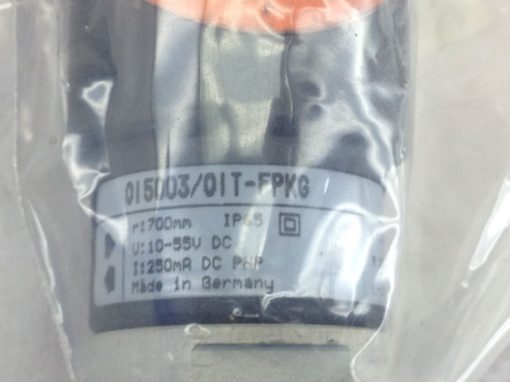 OI5003/OIT-FPKG
r:700mm IP65
U:10-55V DC
I:250mA DC PNP
Made in Germany